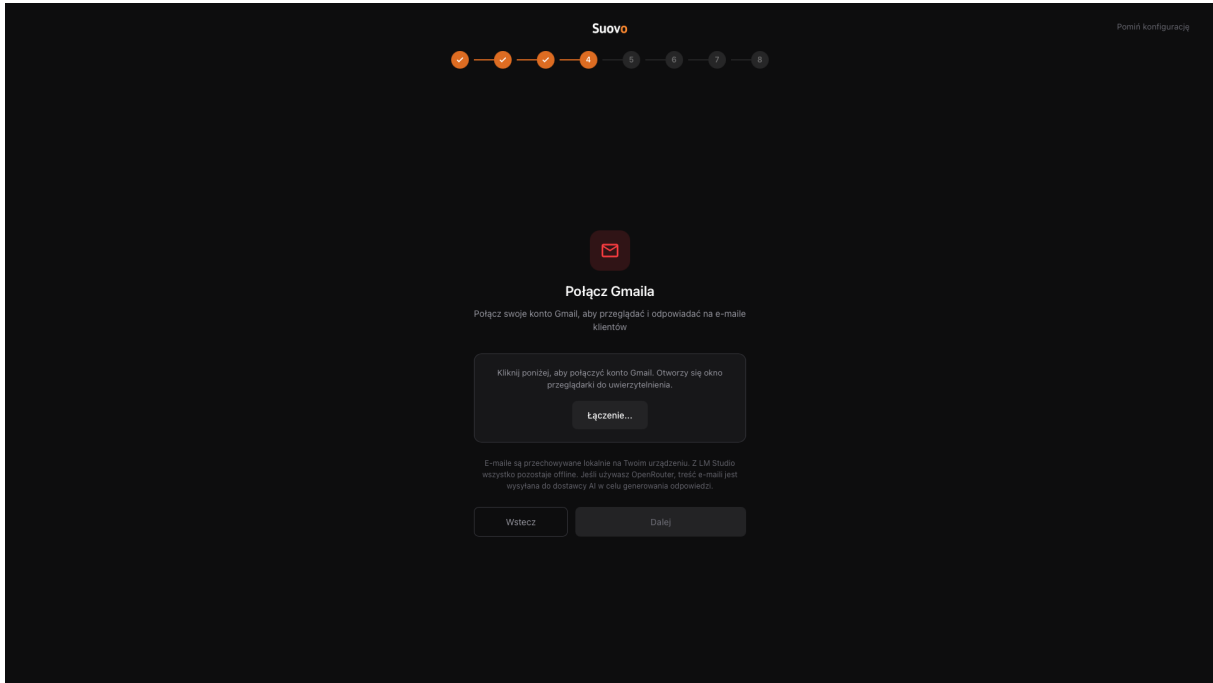 Suovo
Pomiń konfigurację
4 5 6 7 8
Połącz Gmaila
Połącz swoje konto Gmail, aby przeglądać i odpowiadać na e-maile
klientów
Kliknij poniżej, aby połączyć konto Gmail. Otworzy się okno
przeglądarki do uwierzytelnienia.
Łączenie...
E-maile są przechowywane lokalnie na Twoim urządzeniu. Z LM Studio
wszystko pozostaje offline. Jeśli używasz OpenRouter, treść e-maili jest
wysyłana do dostawcy AI w celu generowania odpowiedzi.
Wstecz
Dalej